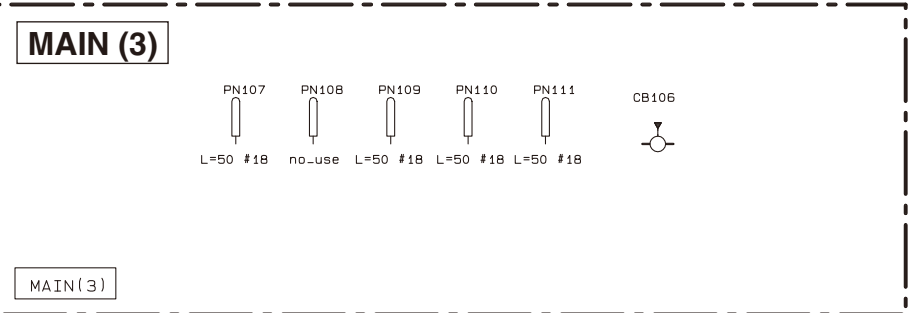 MAIN (3)
PN107 PN108 PN109 PN110 PN111 CB106
L=50 #18 no_use L=50 #18 L=50 #18 L=50 #18
MAIN(3)